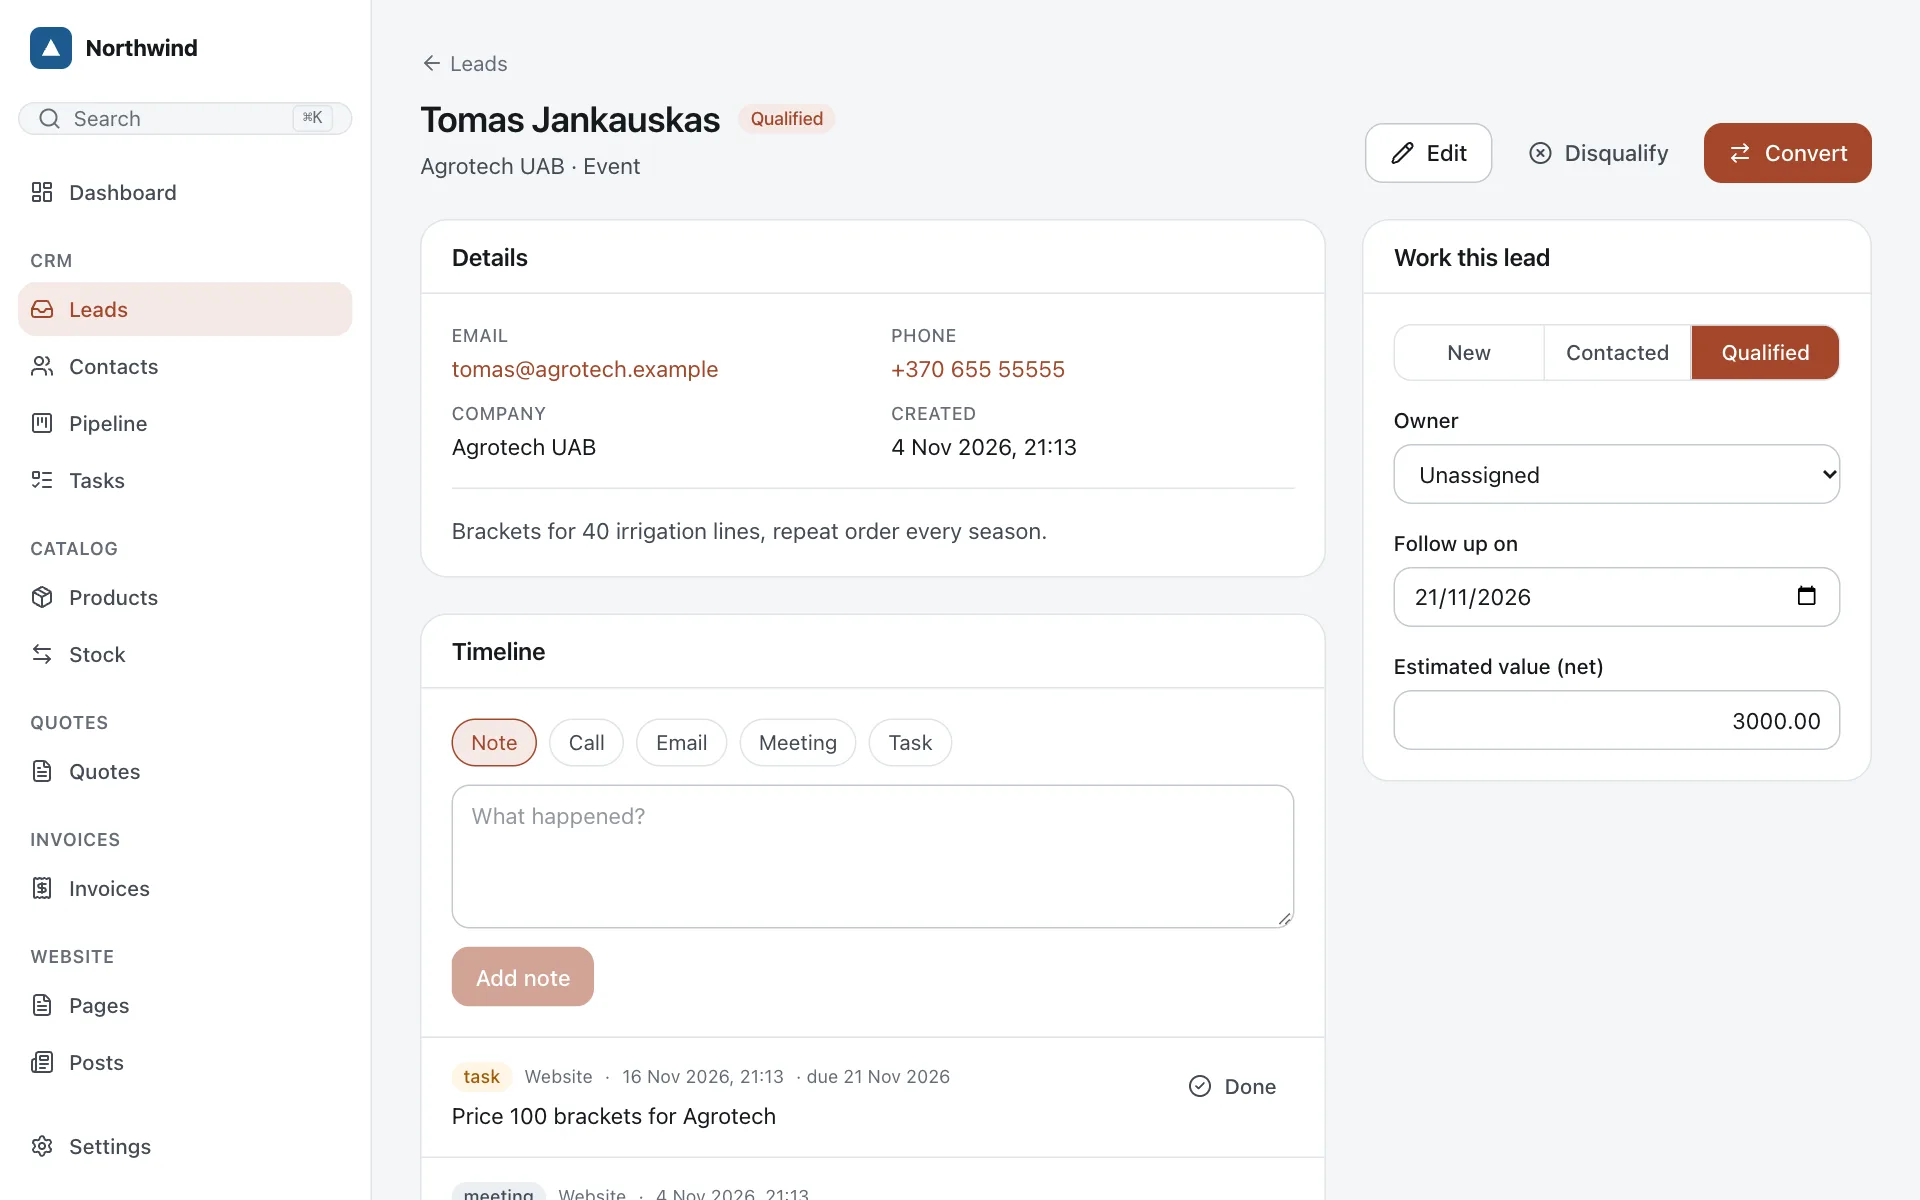 Northwind
Search ⌘K
Dashboard
CRM
Leads
Contacts
Pipeline
Tasks
CATALOG
Products
Stock
QUOTES
Quotes
INVOICES
Invoices
WEBSITE
Pages
Posts
Settings
← Leads
Tomas Jankauskas Qualified
Agrotech UAB · Event
Edit Disqualify Convert
Details
EMAIL PHONE
tomas@agrotech.example +370 655 55555
COMPANY CREATED
Agrotech UAB 4 Nov 2026, 21:13
Brackets for 40 irrigation lines, repeat order every season.
Timeline
Note Call Email Meeting Task
What happened?
Add note
task Website · 16 Nov 2026, 21:13 · due 21 Nov 2026 Done
Price 100 brackets for Agrotech
meeting Website · 4 Nov 2026, 21:13
Work this lead
New Contacted Qualified
Owner
Unassigned
Follow up on
21/11/2026
Estimated value (net)
3000.00